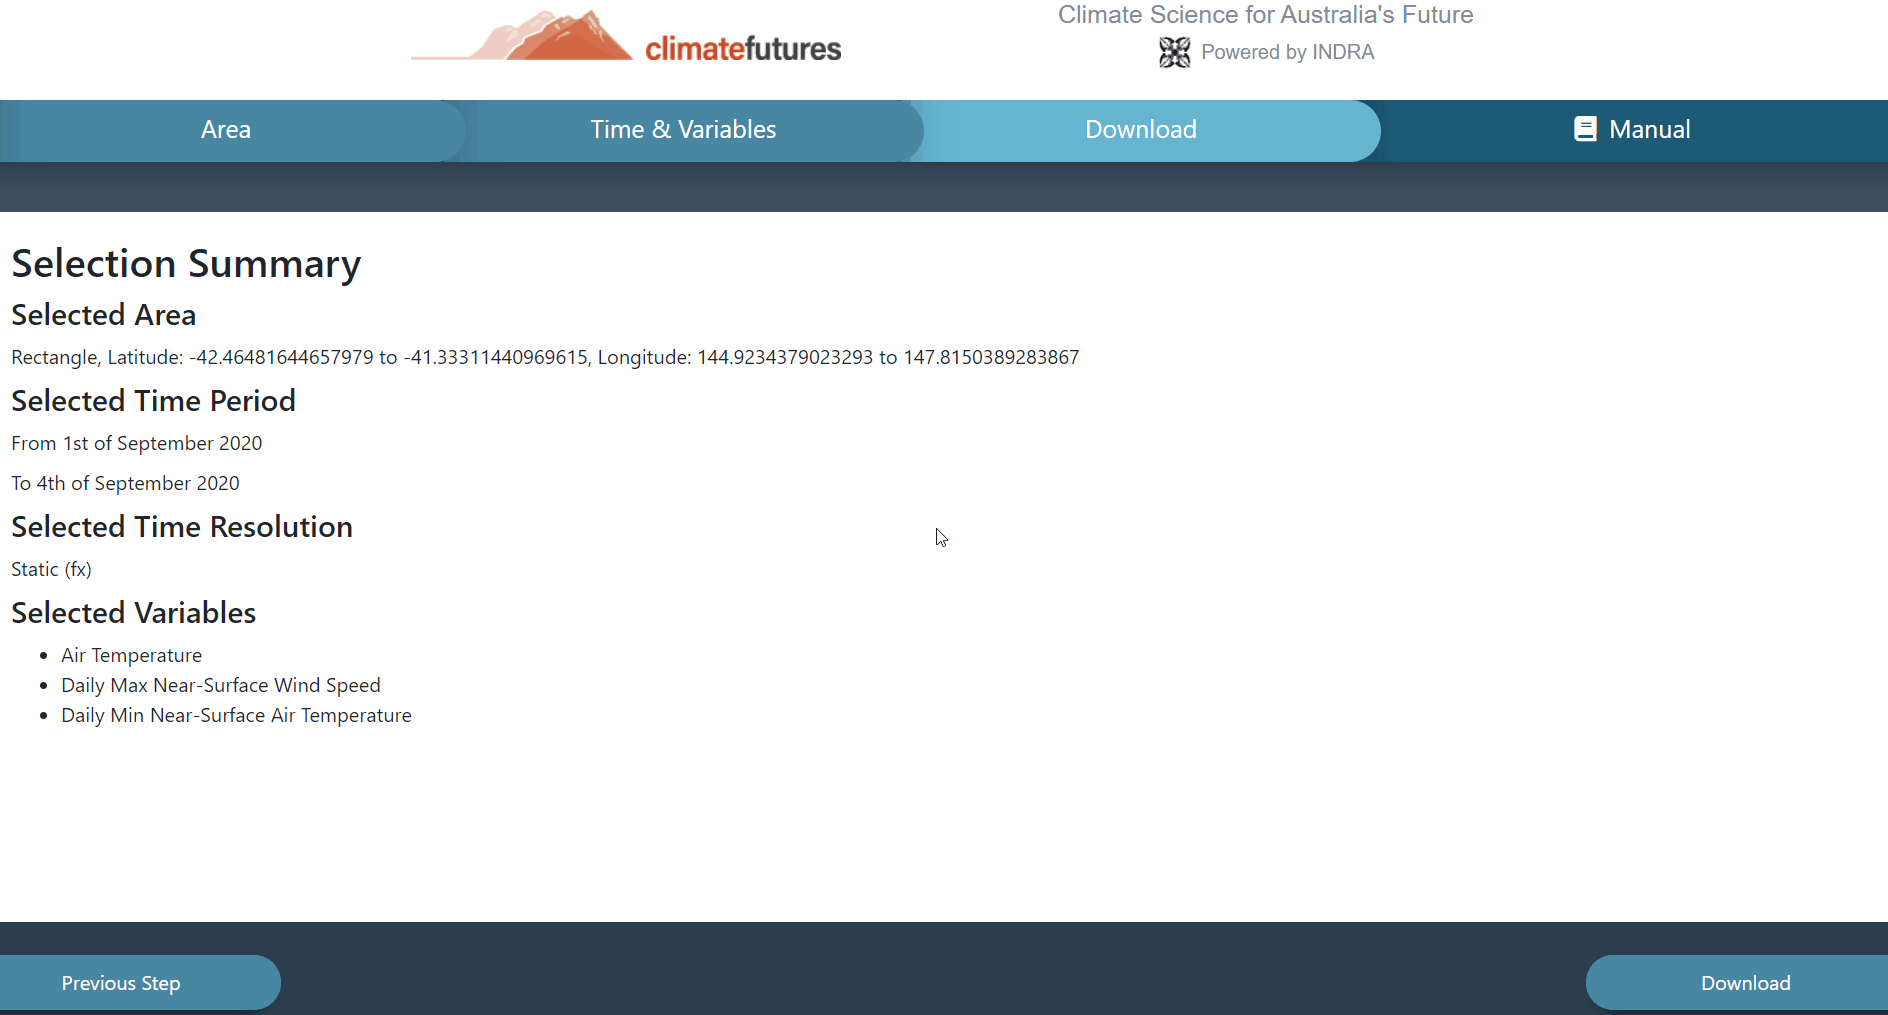 climatefutures
Climate Science for Australia's Future
Powered by INDRA
Area
Time & Variables
Download
Manual
Selection Summary
Selected Area
Rectangle, Latitude: -42.46481644657979 to -41.33311440969615, Longitude: 144.9234379023293 to 147.8150389283867
Selected Time Period
From 1st of September 2020
To 4th of September 2020
Selected Time Resolution
Static (fx)
Selected Variables
Air Temperature
Daily Max Near-Surface Wind Speed
Daily Min Near-Surface Air Temperature
Previous Step
Download